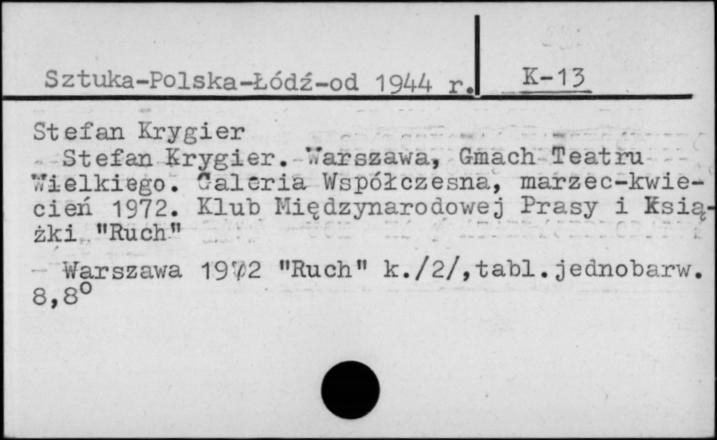 Sztuka-Polska-Łódź-od 1944 r. K-13
Stefan Krygier
Stefan Krygier. Warszawa, Gmach Teatru
Wielkiego. Galeria Współczesna, marzec-kwie-
cień 1972. Klub Międzynarodowej Prasy i Ksią-
żki "Ruch"
Warszawa 1972 "Ruch" k./2/,tabl.jednobarw.
8,8°